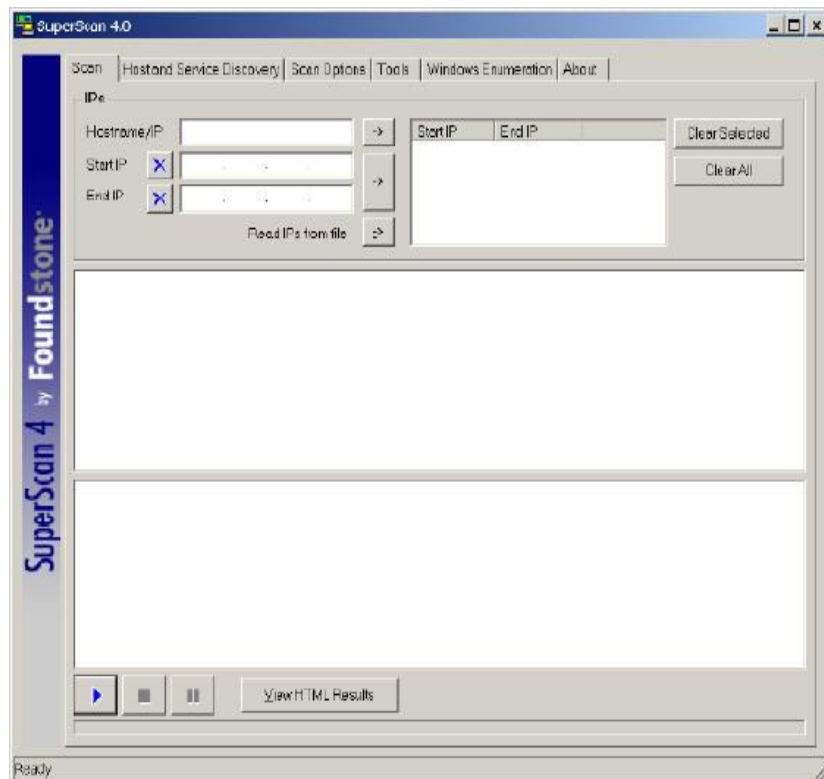 SuperScan 4.0
Scan Host and Service Discovery Scan Options Tools Windows Enumeration About
IPs
Hostname/IP
Start IP
End IP
Read IPs from file
Start IP End IP
Clear Selected
Clear All
SuperScan 4 by Foundstone
View HTML Results
Ready